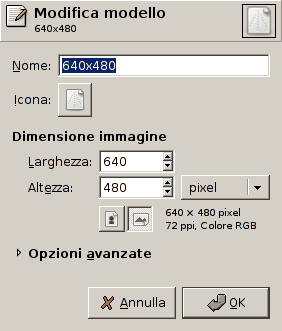 Modifica modello
640x480
Nome: 640x480
Icona:
Dimensione immagine
Larghezza: 640
Altezza: 480 pixel
640 × 480 pixel
72 ppi, Colore RGB
Opzioni avanzate
Annulla OK